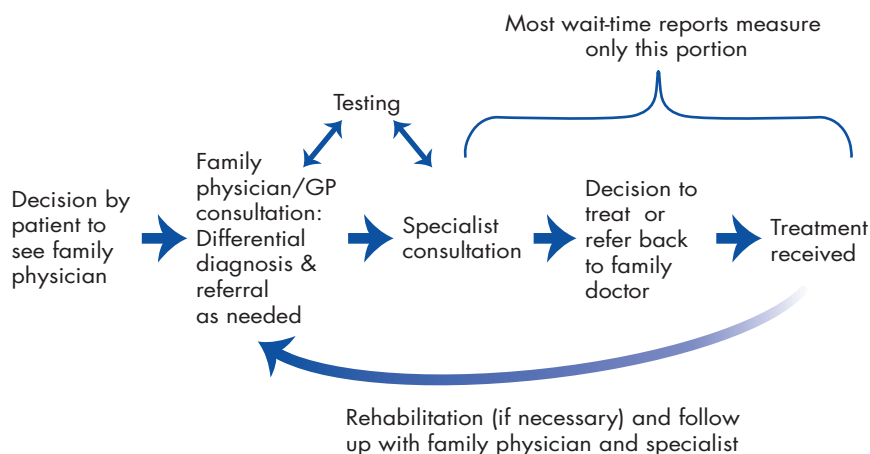 Most wait-time reports measure
only this portion
Testing
Decision by
patient to
see family
physician
Family
physician/GP
consultation:
Differential
diagnosis &
referral
as needed
Specialist
consultation
Decision to
treat or
refer back
to family
doctor
Treatment
received
Rehabilitation (if necessary) and follow
up with family physician and specialist